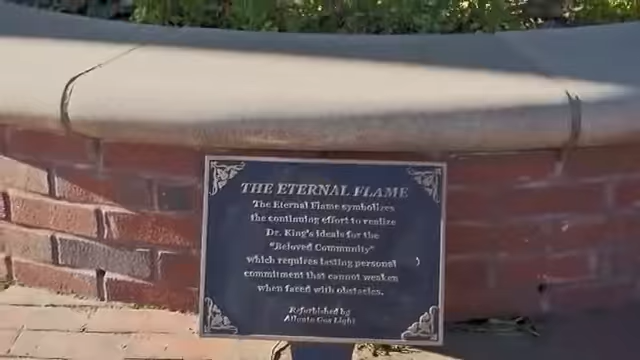 THE ETERNAL FLAME
The Eternal Flame symbolizes
the continuing effort to realize
Dr. King's ideals for the
"Beloved Community"
which requires lasting personal
commitment that cannot weaken
when faced with obstacles.
Refurbished by
Atlanta Gas Light